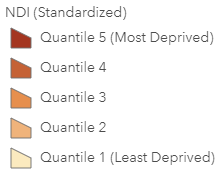 NDI (Standardized)
Quantile 5 (Most Deprived)
Quantile 4
Quantile 3
Quantile 2
Quantile 1 (Least Deprived)